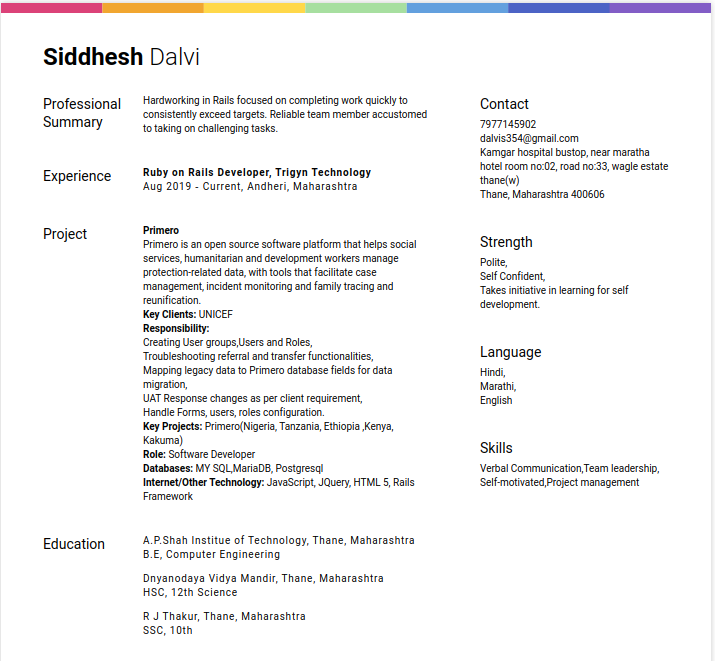 Siddhesh Dalvi
Professional
Summary
Hardworking in Rails focused on completing work quickly to
consistently exceed targets. Reliable team member accustomed
to taking on challenging tasks.
Experience
Ruby on Rails Developer, Trigyn Technology
Aug 2019 - Current, Andheri, Maharashtra
Project
Primero
Primero is an open source software platform that helps social
services, humanitarian and development workers manage
protection-related data, with tools that facilitate case
management, incident monitoring and family tracing and
reunification.
Key Clients: UNICEF
Responsibility:
Creating User groups,Users and Roles,
Troubleshooting referral and transfer functionalities,
Mapping legacy data to Primero database fields for data
migration,
UAT Response changes as per client requirement,
Handle Forms, users, roles configuration.
Key Projects: Primero(Nigeria, Tanzania, Ethiopia ,Kenya,
Kakuma)
Role: Software Developer
Databases: MY SQL,MariaDB, Postgresql
Internet/Other Technology: JavaScript, JQuery, HTML 5, Rails
Framework
Education
A.P.Shah Institue of Technology, Thane, Maharashtra
B.E, Computer Engineering
Dnyanodaya Vidya Mandir, Thane, Maharashtra
HSC, 12th Science
R J Thakur, Thane, Maharashtra
SSC, 10th
Contact
7977145902
dalvis354@gmail.com
Kamgar hospital bustop, near maratha
hotel room no:02, road no:33, wagle estate
thane(w)
Thane, Maharashtra 400606
Strength
Polite,
Self Confident,
Takes initiative in learning for self
development.
Language
Hindi,
Marathi,
English
Skills
Verbal Communication,Team leadership,
Self-motivated,Project management